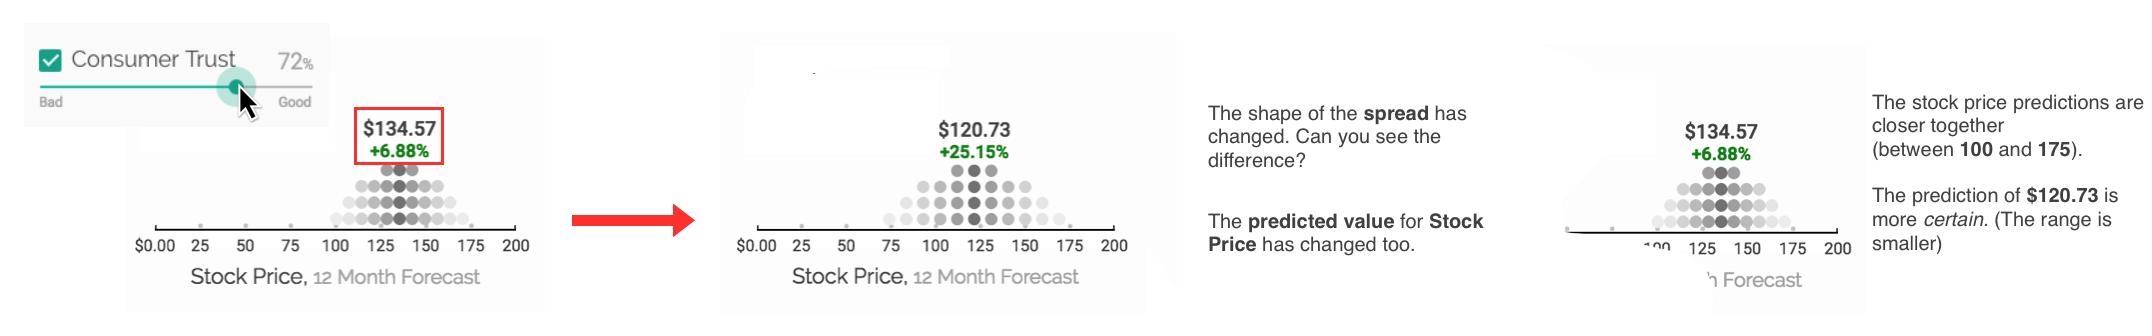 Consumer Trust 72%
Bad Good
$134.57
+6.88%
$0.00 25 50 75 100 125 150 175 200
Stock Price, 12 Month Forecast
$120.73
+25.15%
$0.00 25 50 75 100 125 150 175 200
Stock Price, 12 Month Forecast
The shape of the spread has
changed. Can you see the
difference?
The predicted value for Stock
Price has changed too.
$134.57
+6.88%
125 150 175 200
Forecast
The stock price predictions are
closer together
(between 100 and 175).
The prediction of $120.73 is
more certain. (The range is
smaller)